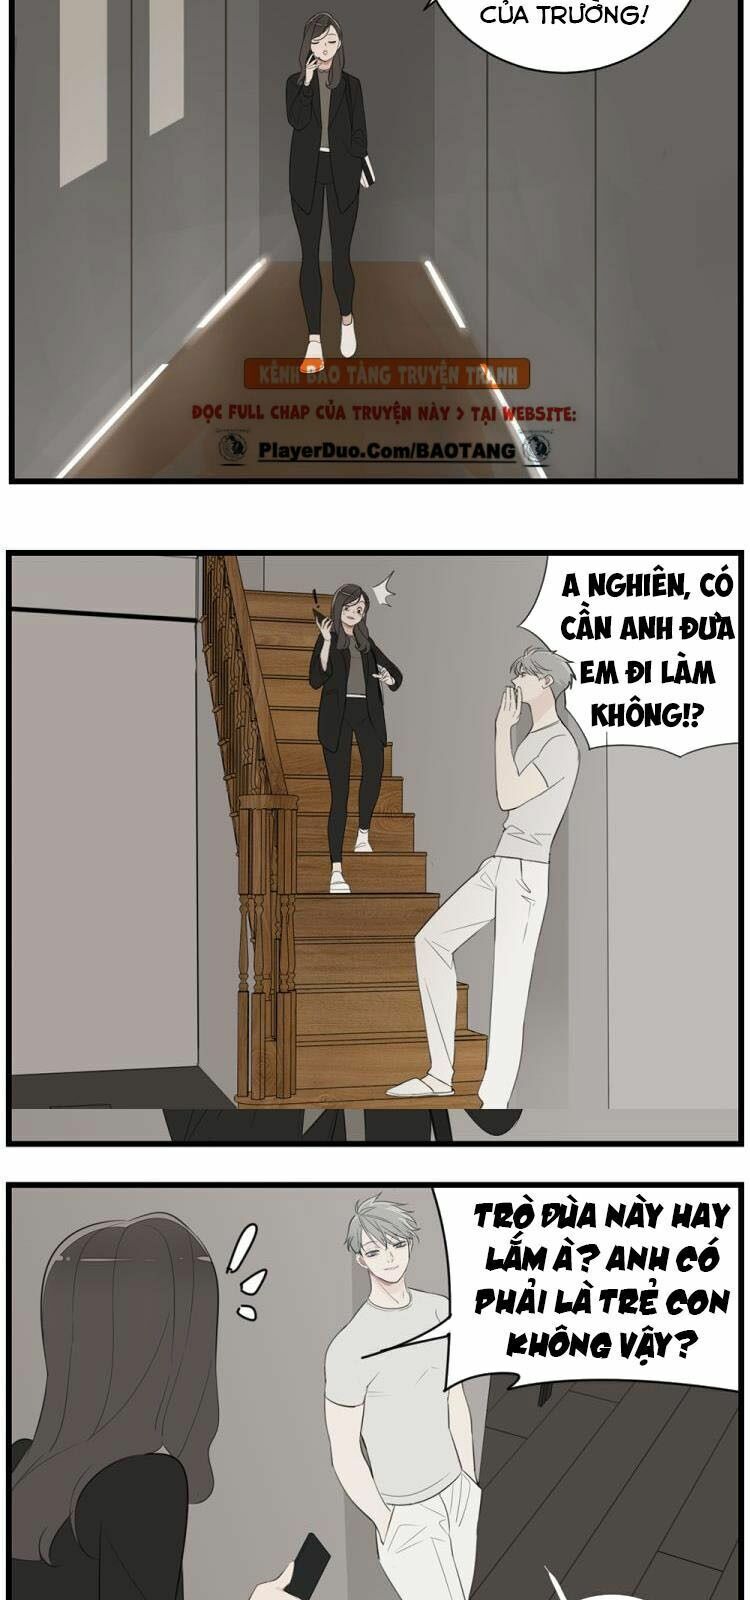 CỦA TRƯỜNG!
KÊNH BAO TÀNG TRUYỆN TRANH
ĐỌC FULL CHAP CỦA TRUYỆN NÀY > TẠI WEBSITE:
PlayerDuo.Com/BAOTANG
A NGHIÊN, CÓ
CẦN ANH ĐƯA
EM ĐI LÀM
KHÔNG!?
TRÒ ĐÙA NÀY HAY
LẮM À? ANH CÓ
PHẢI LÀ TRẺ CON
KHÔNG VẬY?